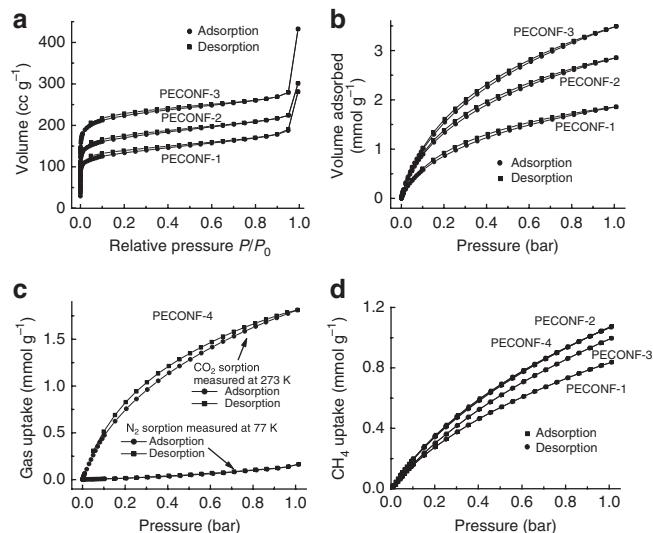 a
Adsorption
Desorption
400
300
200
100
0
PECONF-3
PECONF-2
PECONF-1
0.0 0.2 0.4 0.6 0.8 1.0
Volume (cc g⁻¹)
Relative pressure P/P₀
b
3
2
1
0
PECONF-3
PECONF-2
PECONF-1
Adsorption
Desorption
0.0 0.2 0.4 0.6 0.8 1.0
Volume adsorbed
(mmol g⁻¹)
Pressure (bar)
c
1.5
1.0
0.5
0.0
PECONF-4
CO₂ sorption
measured at 273 K
Adsorption
Desorption
N₂ sorption measured at 77 K
Adsorption
Desorption
0.0 0.2 0.4 0.6 0.8 1.0
Gas uptake (mmol g⁻¹)
Pressure (bar)
d
1.2
0.8
0.4
0.0
PECONF-2
PECONF-4
PECONF-3
PECONF-1
Adsorption
Desorption
0.0 0.2 0.4 0.6 0.8 1.0
CH₄ uptake (mmol g⁻¹)
Pressure (bar)